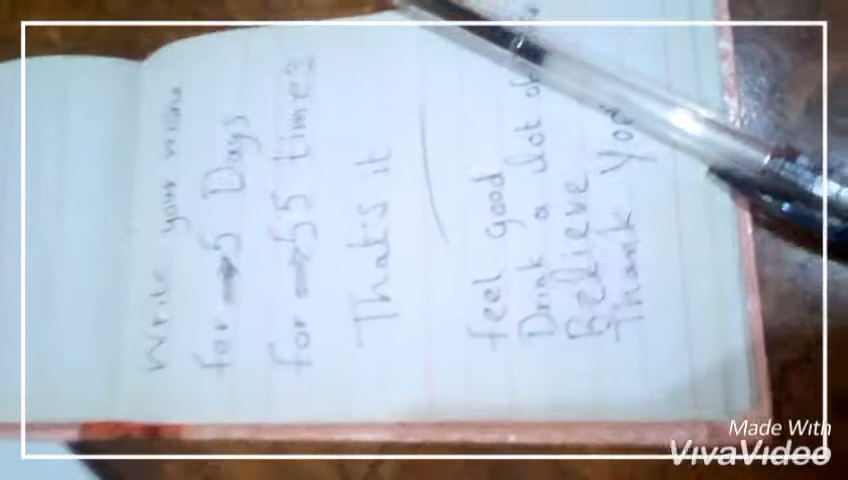 Write your
for → 5 Days
for → 55 times
That's it
feel good
Drink a lot of
Believe
Thank You
Made With
VivaVideo